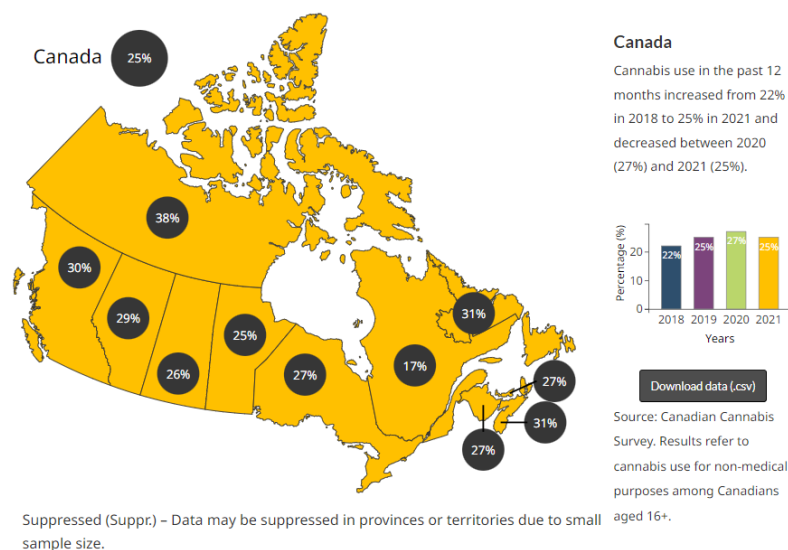 Canada 25%
38%
30%
29%
26%
25%
27%
17%
31%
27%
31%
27%
Suppressed (Suppr.) – Data may be suppressed in provinces or territories due to small
sample size.
Canada
Cannabis use in the past 12
months increased from 22%
in 2018 to 25% in 2021 and
decreased between 2020
(27%) and 2021 (25%).
Percentage (%)
20
10
0
22%
25%
27%
25%
2018 2019 2020 2021
Years
Download data (.csv)
Source: Canadian Cannabis
Survey. Results refer to
cannabis use for non-medical
purposes among Canadians
aged 16+.